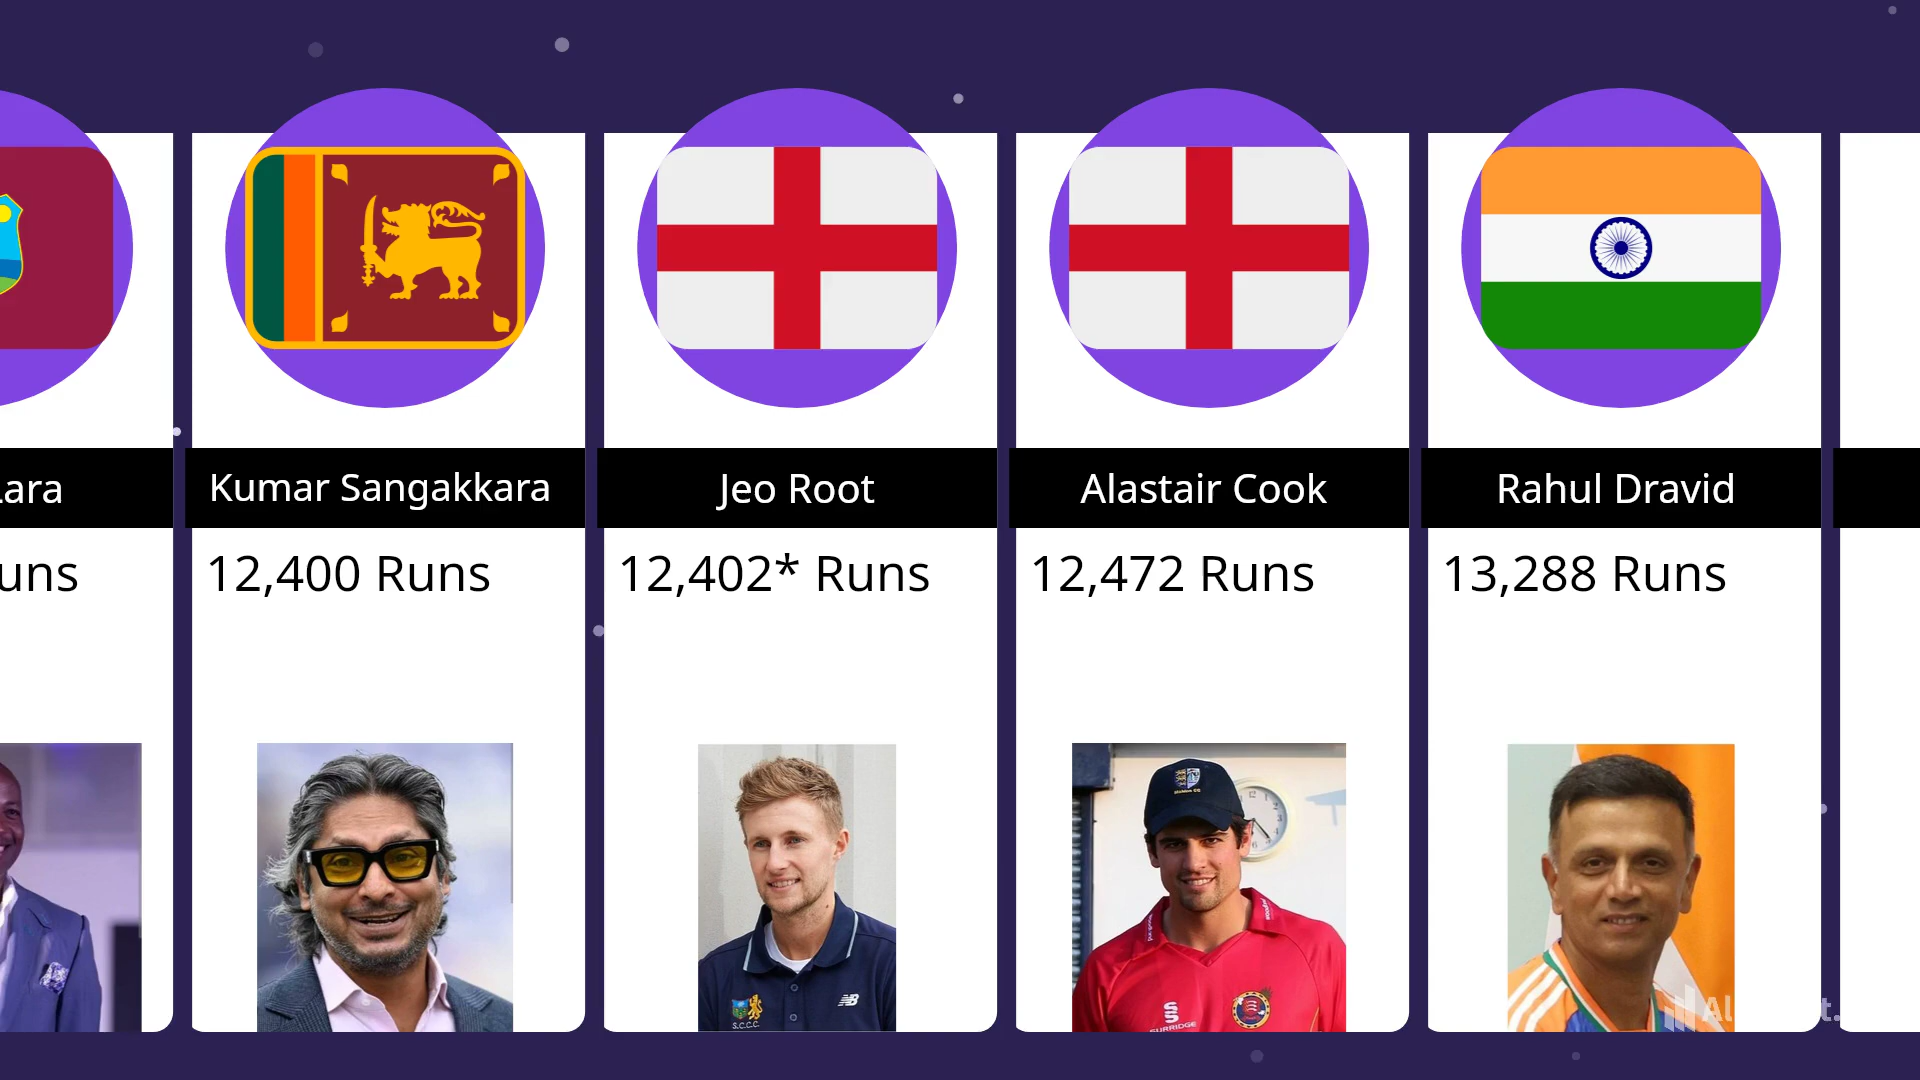 ara
Kumar Sangakkara
Jeo Root
Alastair Cook
Rahul Dravid
uns
12,400 Runs
12,402* Runs
12,472 Runs
13,288 Runs
S.C.C.C.
SURRIDGE